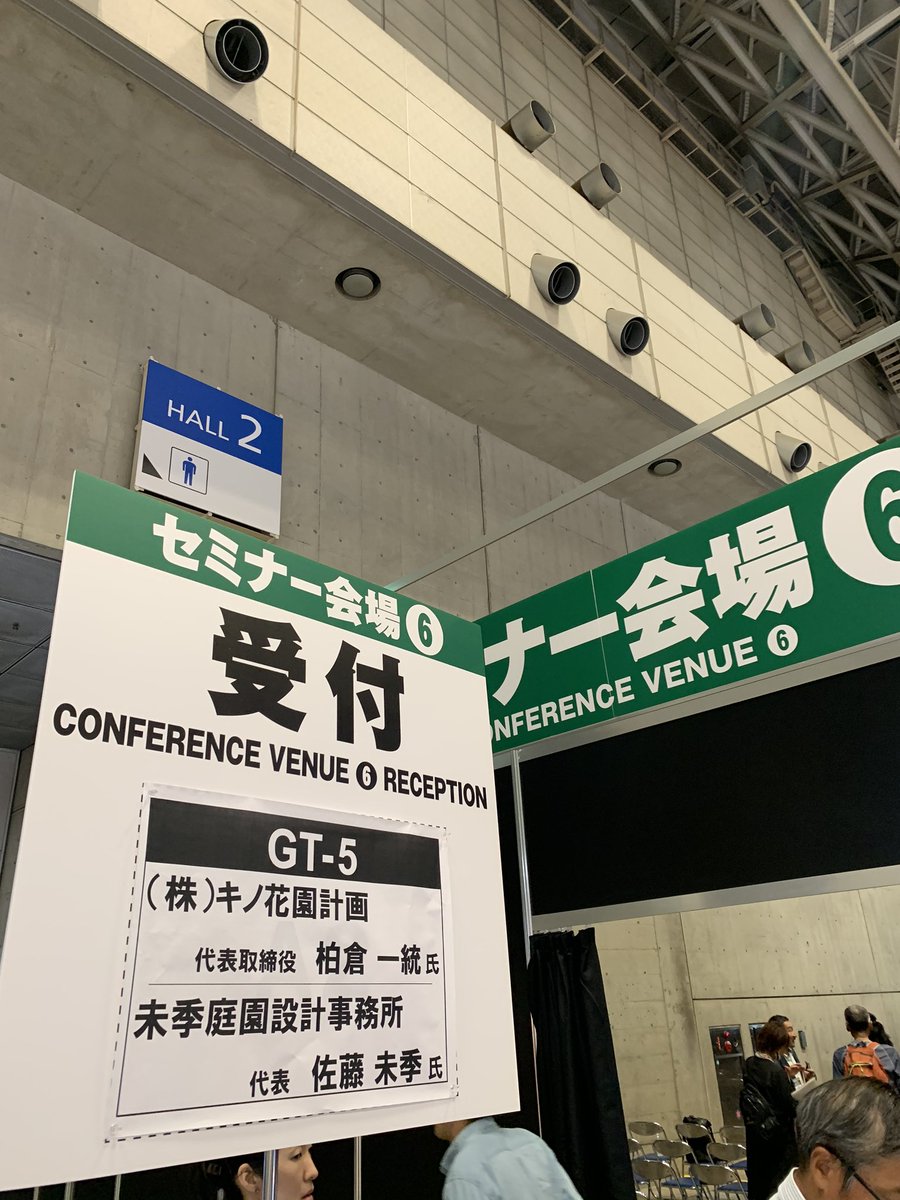 HALL 2
セミナー会場 6
受付
CONFERENCE VENUE 6 RECEPTION
GT-5
(株)キノ花園計画
代表取締役 柏倉 一統 氏
未季庭園設計事務所
代表 佐藤 未季 氏
ナー会場 6
ONFERENCE VENUE 6